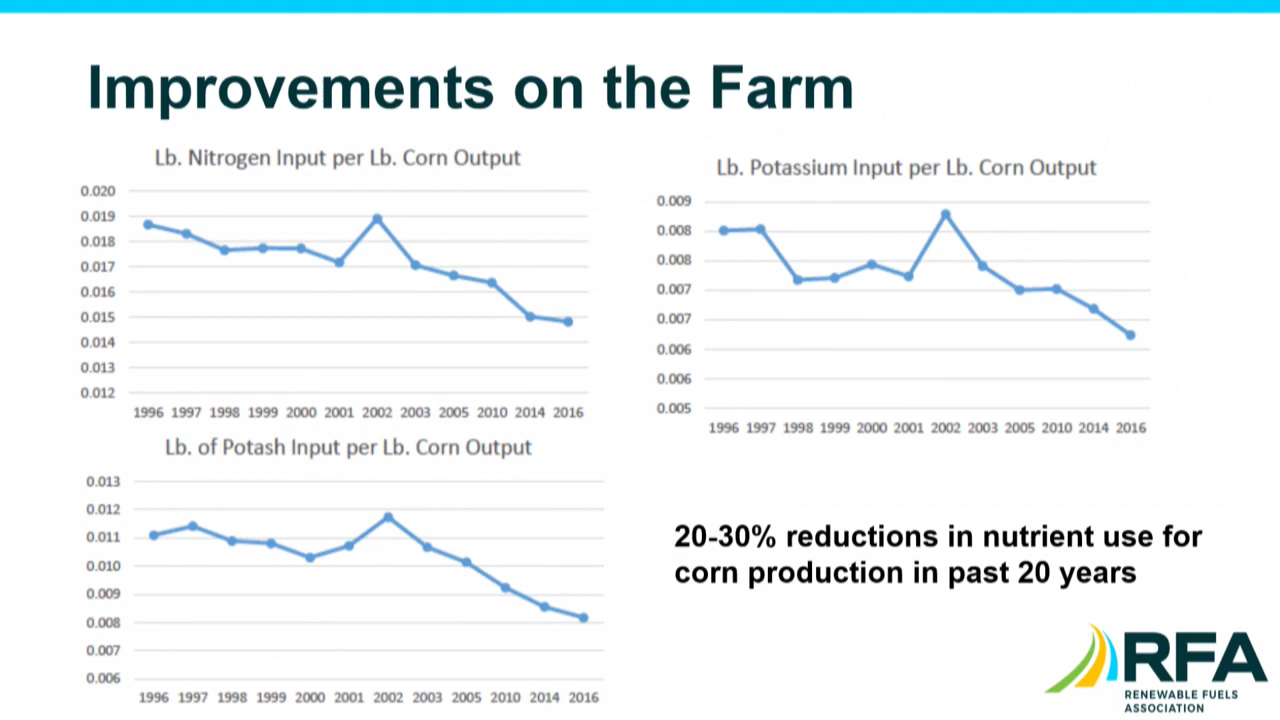 Improvements on the Farm
Lb. Nitrogen Input per Lb. Corn Output
0.020
0.019
0.018
0.017
0.016
0.015
0.014
0.013
0.012
1996 1997 1998 1999 2000 2001 2002 2003 2005 2010 2014 2016
Lb. Potassium Input per Lb. Corn Output
0.009
0.008
0.008
0.007
0.007
0.006
0.006
0.005
1996 1997 1998 1999 2000 2001 2002 2003 2005 2010 2014 2016
Lb. of Potash Input per Lb. Corn Output
0.013
0.012
0.011
0.010
0.009
0.008
0.007
0.006
1996 1997 1998 1999 2000 2001 2002 2003 2005 2010 2014 2016
20-30% reductions in nutrient use for
corn production in past 20 years
RFA
RENEWABLE FUELS
ASSOCIATION